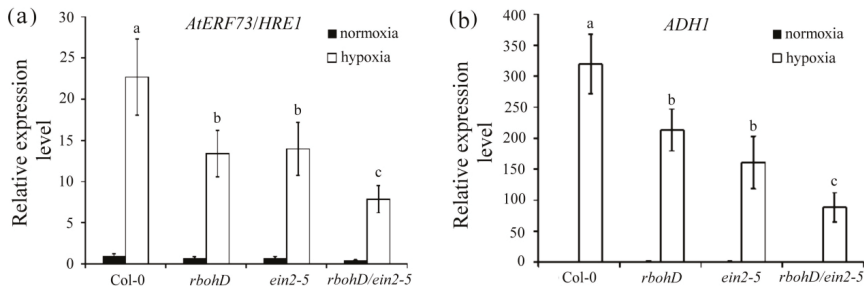 (a)
AtERF73/HRE1
normoxia
hypoxia
Relative expression
level
30
25
20
15
10
5
0
a
b
b
c
Col-0 rbohD ein2-5 rbohD/ein2-5
(b)
ADH1
normoxia
hypoxia
Relative expression
level
400
350
300
250
200
150
100
50
0
a
b
b
c
Col-0 rbohD ein2-5 rbohD/ein2-5